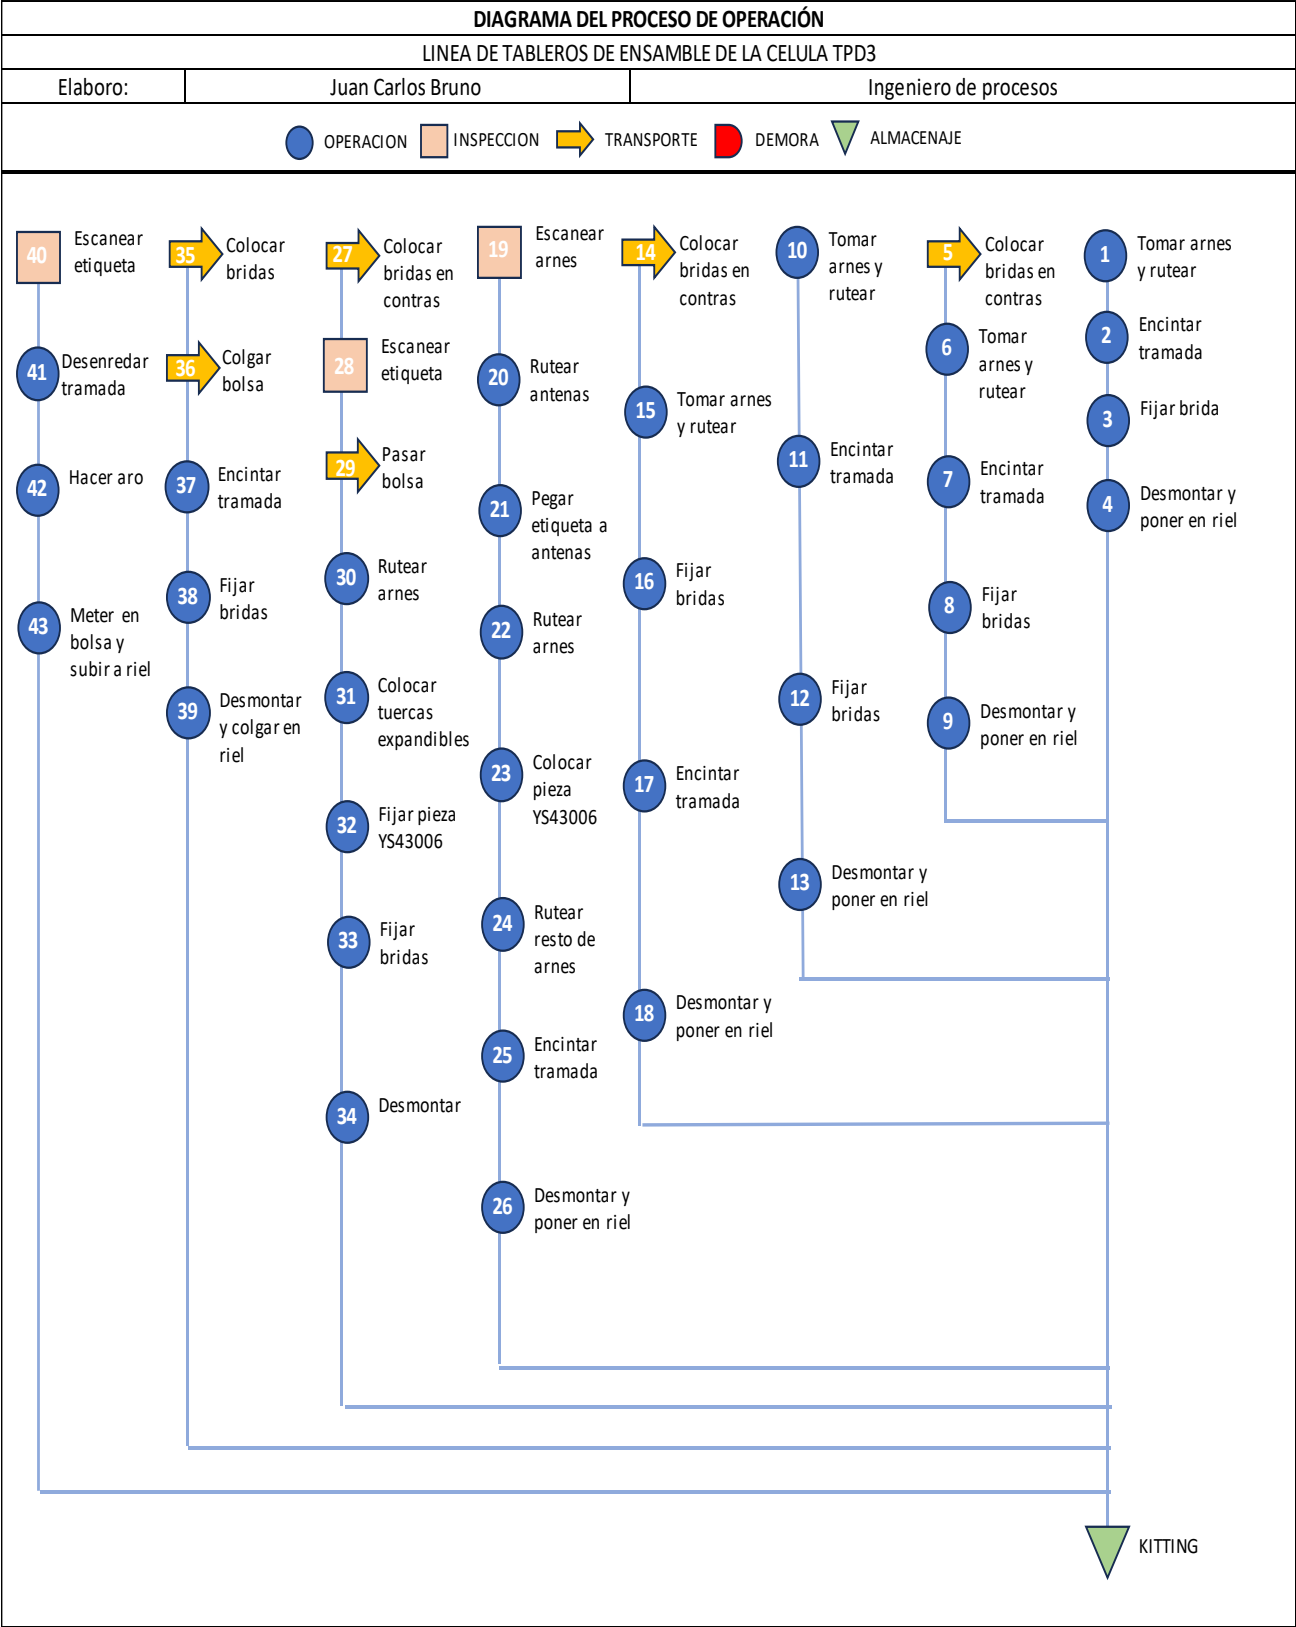 DIAGRAMA DEL PROCESO DE OPERACIÓN
LINEA DE TABLEROS DE ENSAMBLE DE LA CELULA TPD3
Elaboro:
Juan Carlos Bruno
Ingeniero de procesos
OPERACION
INSPECCION
TRANSPORTE
DEMORA
ALMACENAJE
40
Escanear
etiqueta
41
Desenredar
tramada
42
Hacer aro
43
Meter en
bolsa y
subir a riel
35
Colocar
bridas
36
Colgar
bolsa
37
Encintar
tramada
38
Fijar
bridas
39
Desmontar
y colgar en
riel
27
Colocar
bridas en
contras
28
Escanear
etiqueta
29
Pasar
bolsa
30
Rutear
arnes
31
Colocar
tuercas
expandibles
32
Fijar pieza
YS43006
33
Fijar
bridas
34
Desmontar
19
Escanear
arnes
20
Rutear
antenas
21
Pegar
etiqueta a
antenas
22
Rutear
arnes
23
Colocar
pieza
YS43006
24
Rutear
resto de
arnes
25
Encintar
tramada
26
Desmontar y
poner en riel
14
Colocar
bridas en
contras
15
Tomar arnes
y rutear
16
Fijar
bridas
17
Encintar
tramada
18
Desmontar y
poner en riel
10
Tomar
arnes y
rutear
11
Encintar
tramada
12
Fijar
bridas
13
Desmontar y
poner en riel
5
Colocar
bridas en
contras
6
Tomar
arnes y
rutear
7
Encintar
tramada
8
Fijar
bridas
9
Desmontar y
poner en riel
1
Tomar arnes
y rutear
2
Encintar
tramada
3
Fijar brida
4
Desmontar y
poner en riel
KITTING